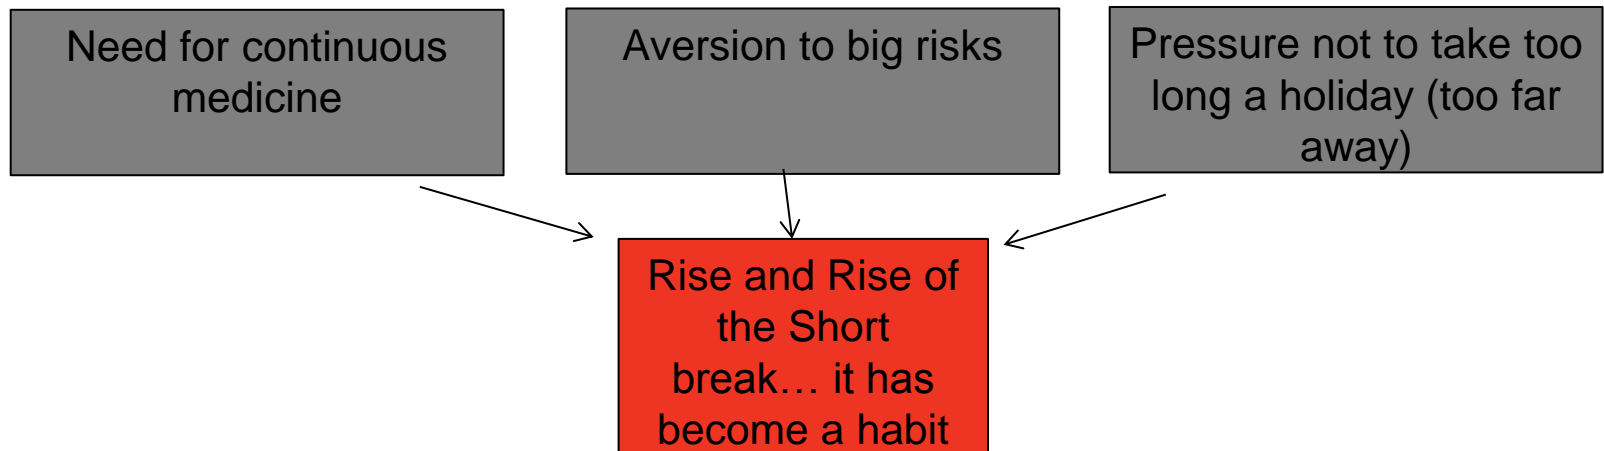 Need for continuous
medicine
Aversion to big risks
Pressure not to take too
long a holiday (too far
away)
Rise and Rise of
the Short
break… it has
become a habit